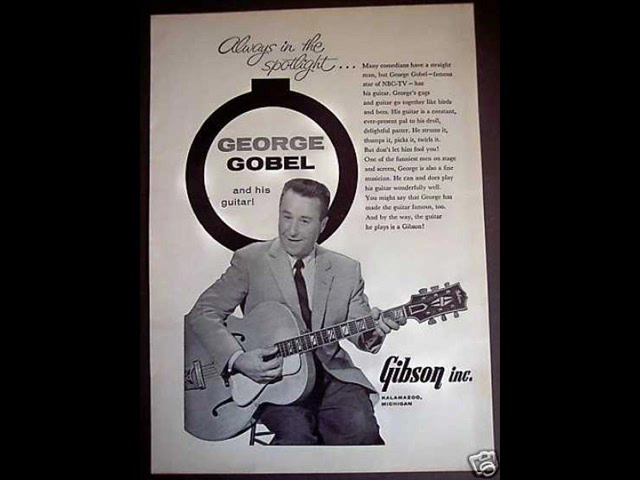 Always in the
spotlight...
GEORGE
GOBEL
and his
guitar!
Many comedians have a straight
man, but George Gobel—famous
star of NBC-TV—has
his guitar. George's gags
and guitar go together like birds
and bees. His guitar is a constant,
ever-present pal to his droll,
delightful patter. He strums it,
thumps it, picks it, twirls it.
But don't let him fool you!
One of the funniest men on stage
and screen, George is also a fine
musician. He can and does play
his guitar wonderfully well.
You might say that George has
made the guitar famous, too.
And by the way, the guitar
he plays is a Gibson!
Gibson inc.
KALAMAZOO,
MICHIGAN